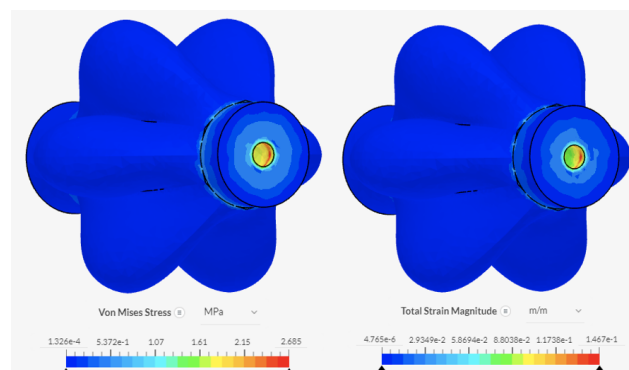 Von Mises Stress MPa
1.326e-4 5.372e-1 1.07 1.61 2.15 2.685
Total Strain Magnitude m/m
4.765e-6 2.9349e-2 5.8694e-2 8.8038e-2 1.1738e-1 1.467e-1